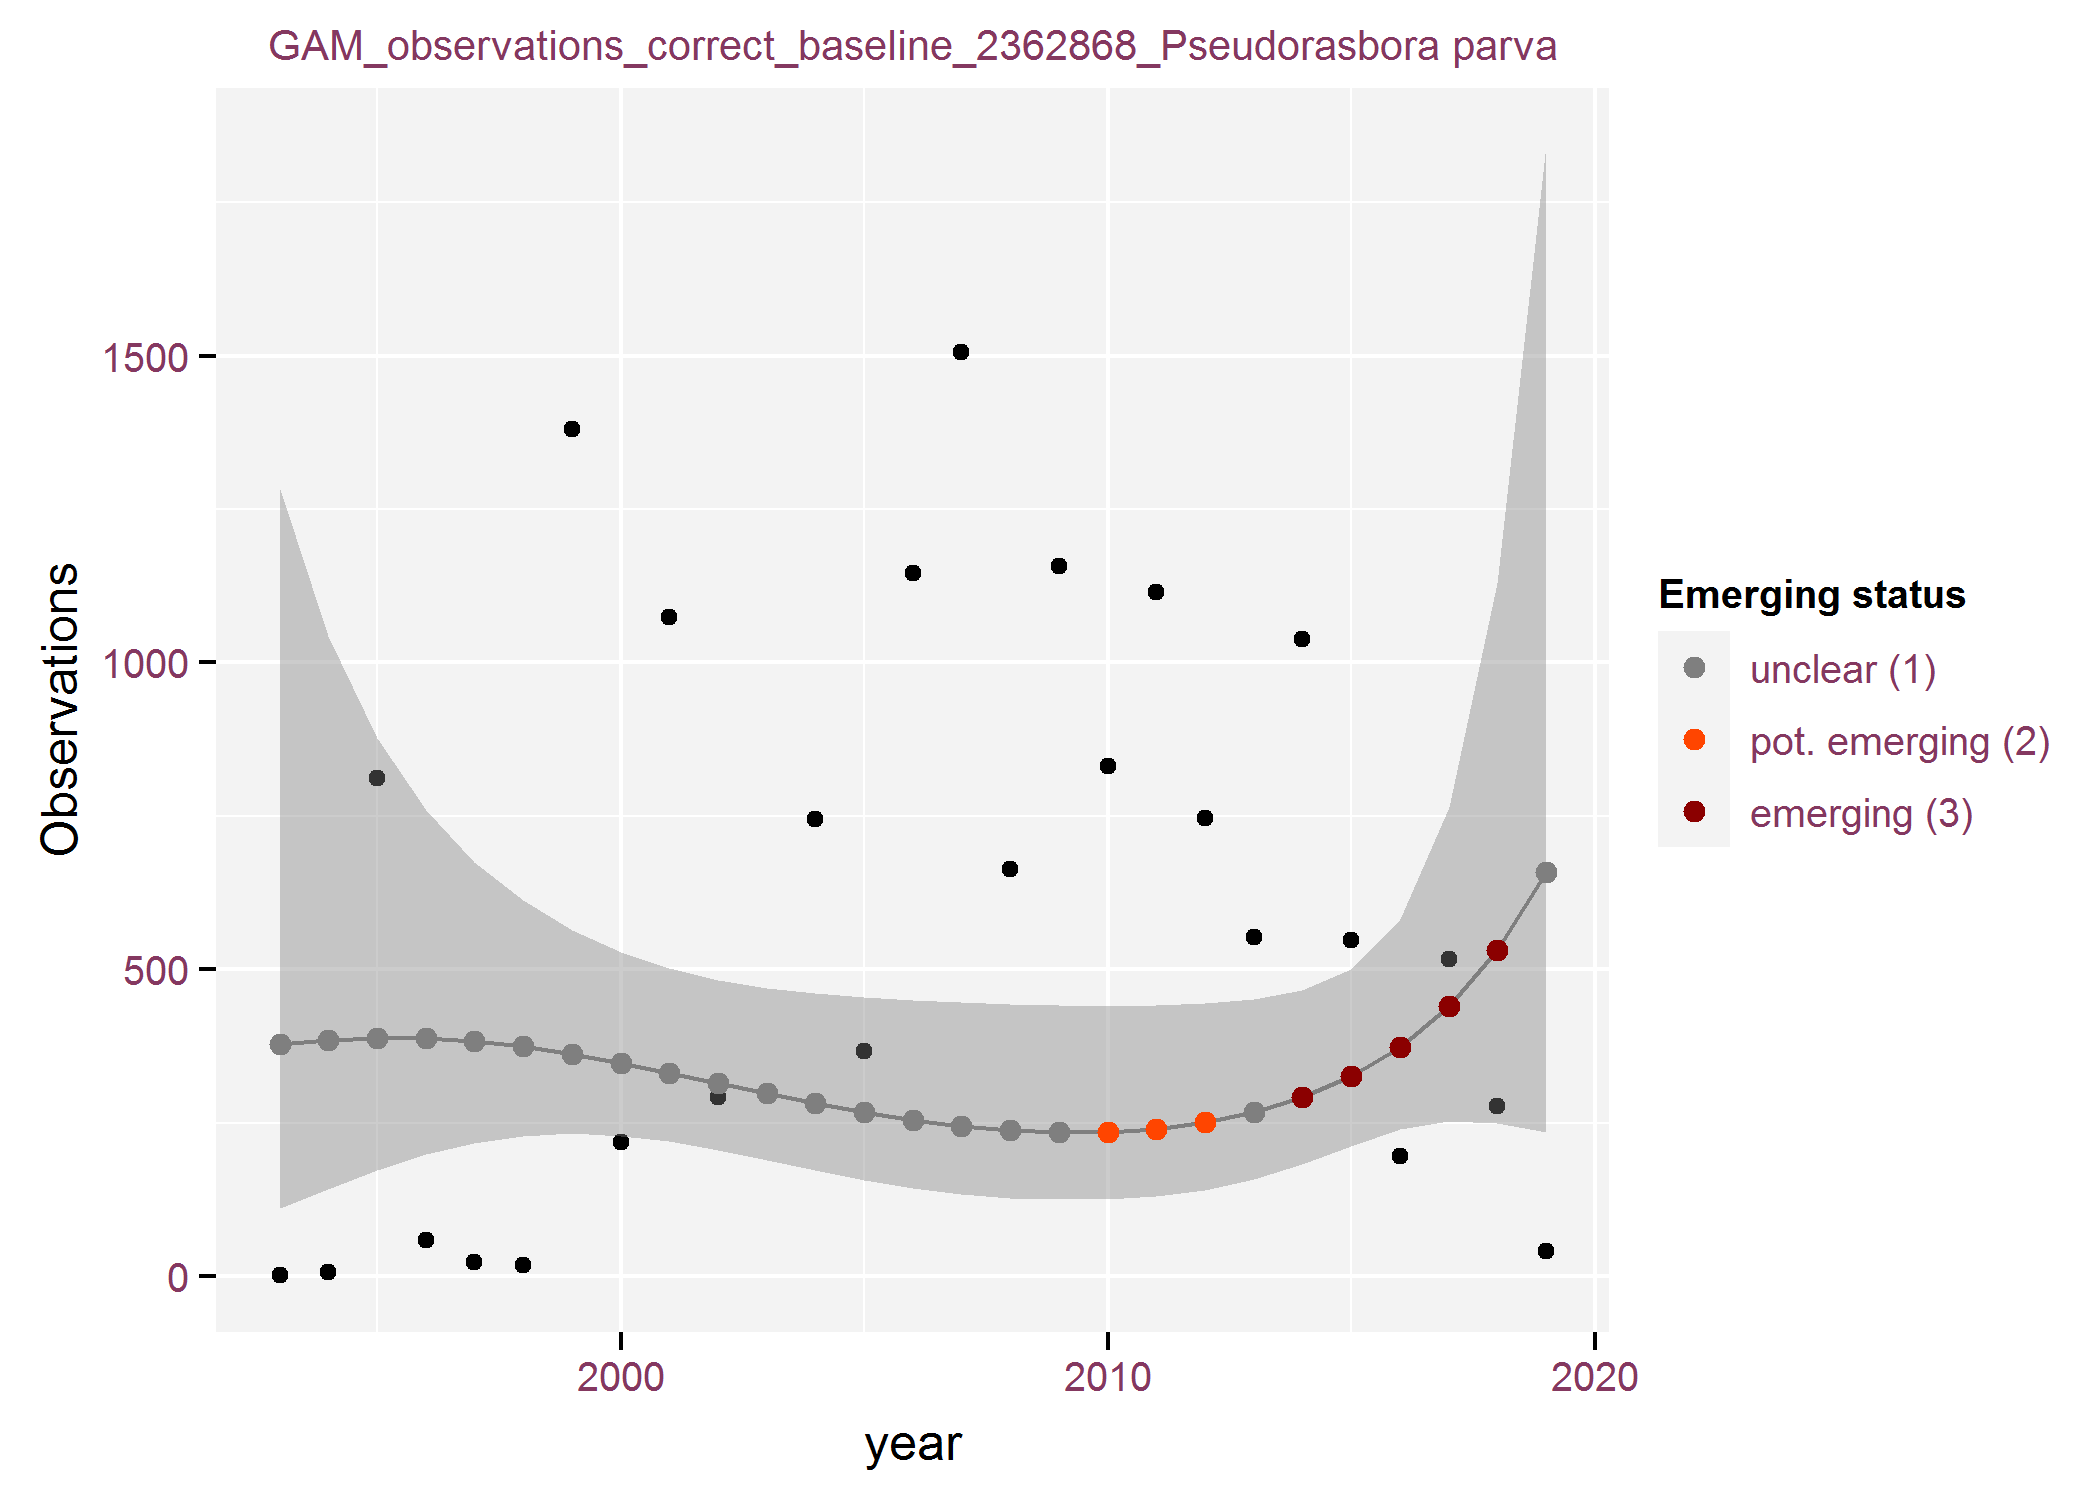 GAM_observations_correct_baseline_2362868_Pseudorasbora parva
Observations
1500
1000
500
0
2000
2010
2020
year
Emerging status
unclear (1)
pot. emerging (2)
emerging (3)